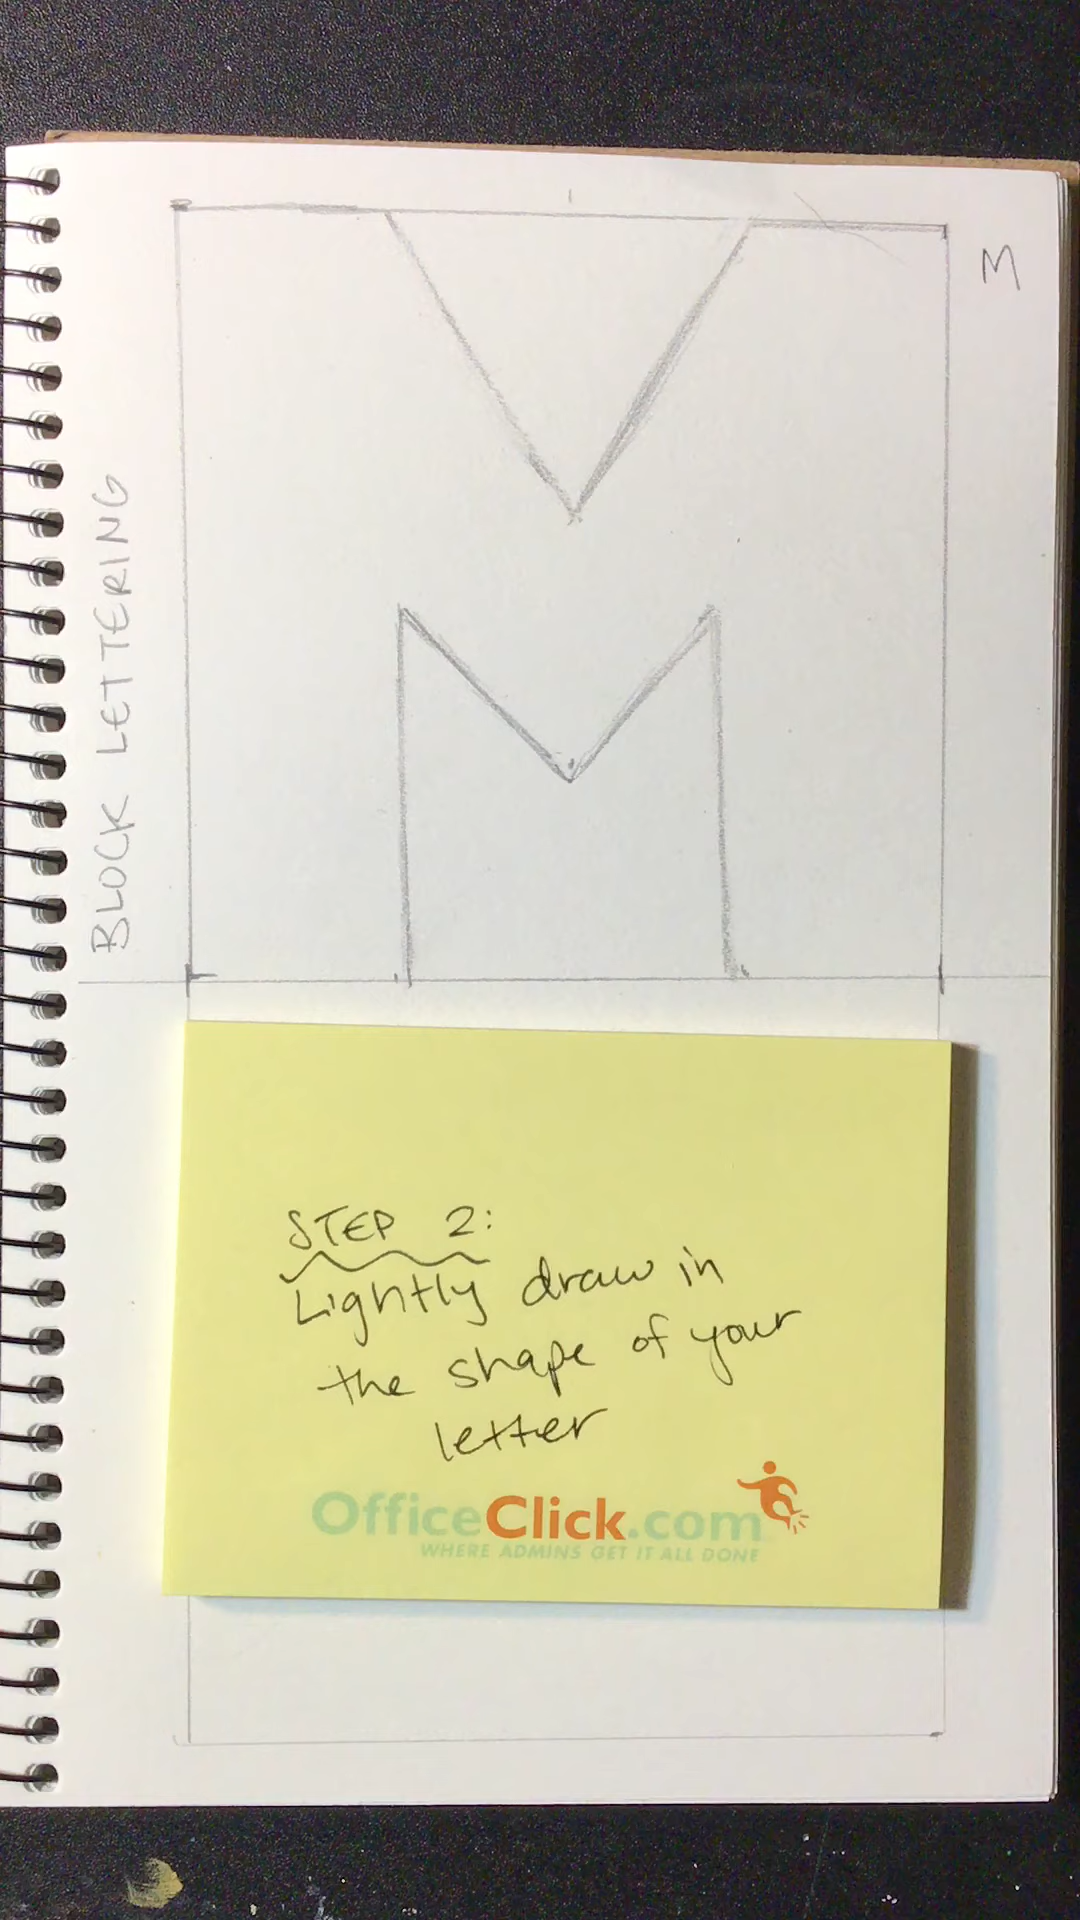 M
BLOCK LETTERING
STEP 2:
Lightly draw in
the shape of your
letter
OfficeClick.com
WHERE ADMINS GET IT ALL DONE